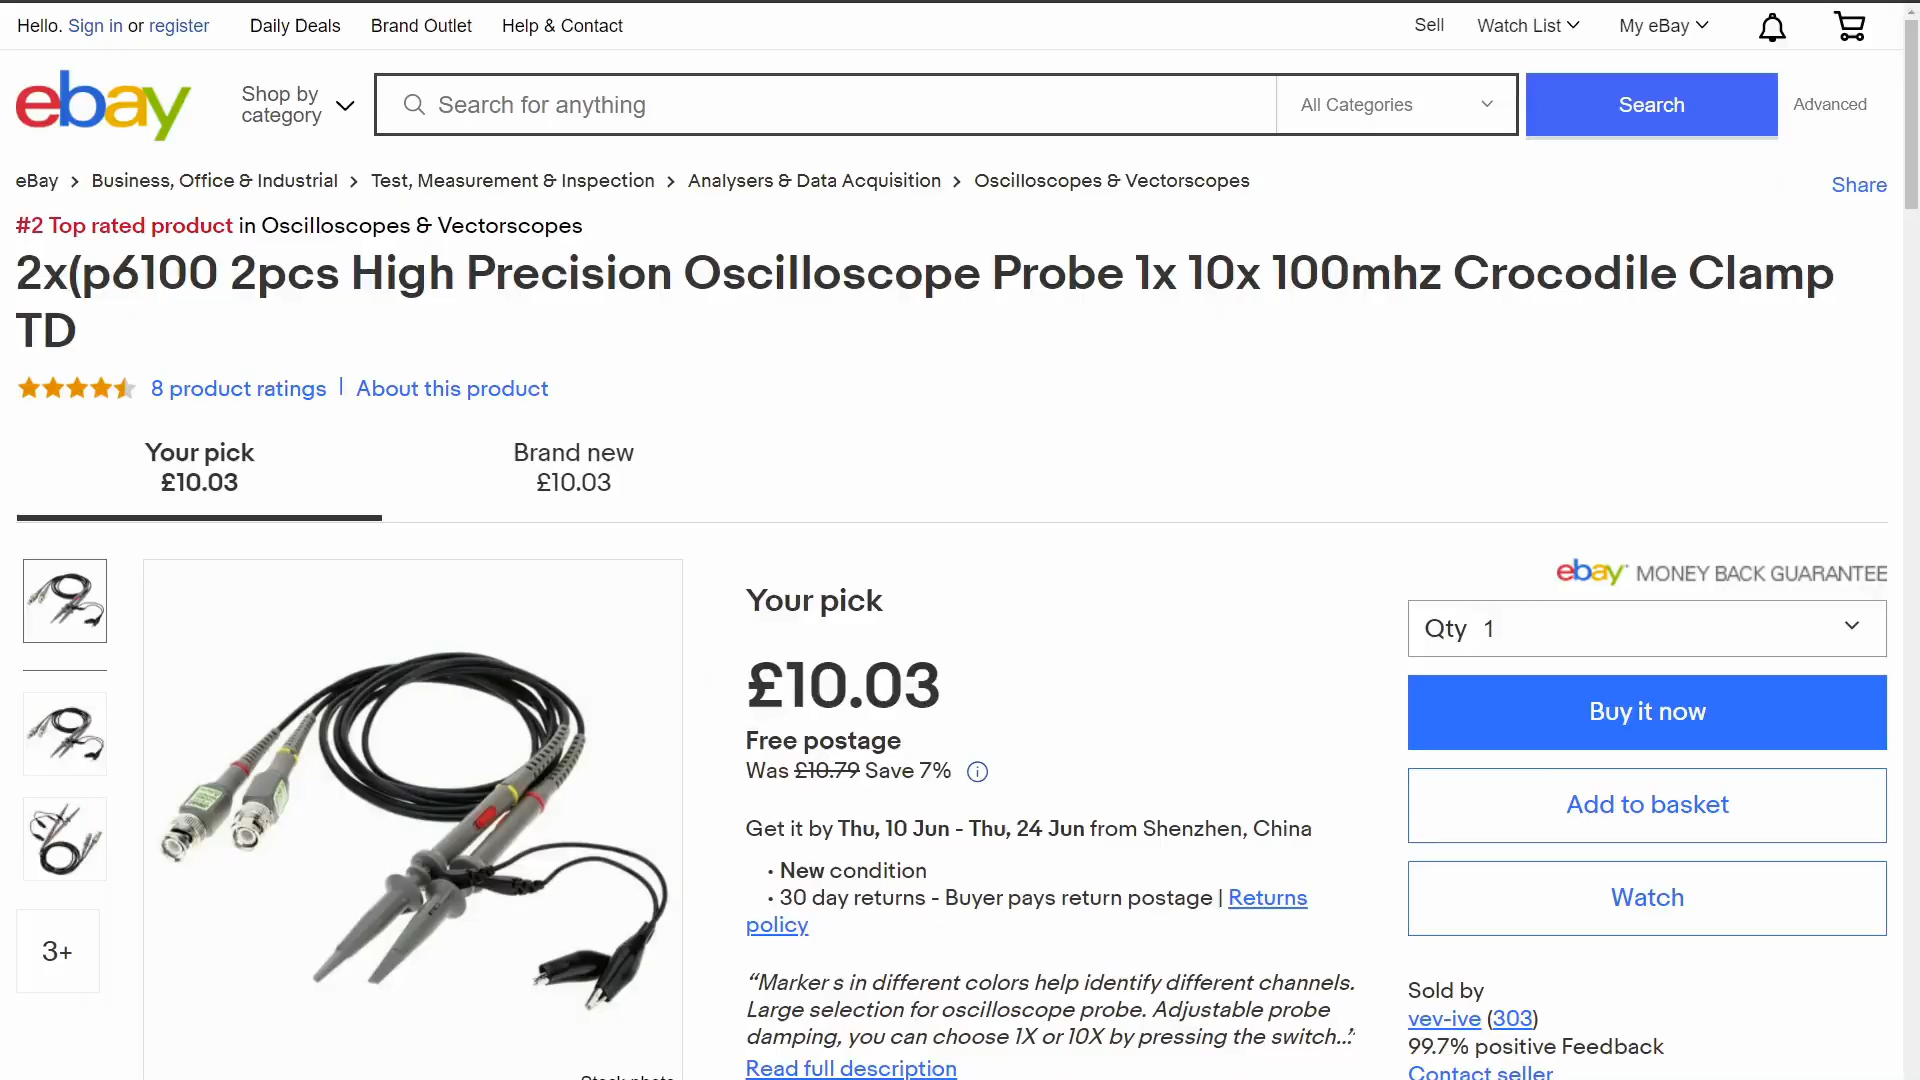 Hello. Sign in or register Daily Deals Brand Outlet Help & Contact Sell Watch List My eBay
ebay Shop by category Search for anything All Categories Search Advanced
eBay > Business, Office & Industrial > Test, Measurement & Inspection > Analysers & Data Acquisition > Oscilloscopes & Vectorscopes Share
#2 Top rated product in Oscilloscopes & Vectorscopes
2x(p6100 2pcs High Precision Oscilloscope Probe 1x 10x 100mhz Crocodile Clamp
TD
8 product ratings | About this product
Your pick
£10.03
Brand new
£10.03
3+
Stock photo
Your pick
£10.03
Free postage
Was £10.79 Save 7%
Get it by Thu, 10 Jun - Thu, 24 Jun from Shenzhen, China
• New condition
• 30 day returns - Buyer pays return postage | Returns
policy
“Marker s in different colors help identify different channels.
Large selection for oscilloscope probe. Adjustable probe
damping, you can choose 1X or 10X by pressing the switch...”
Read full description
ebay MONEY BACK GUARANTEE
Qty 1
Buy it now
Add to basket
Watch
Sold by
vev-ive (303)
99.7% positive Feedback
Contact seller